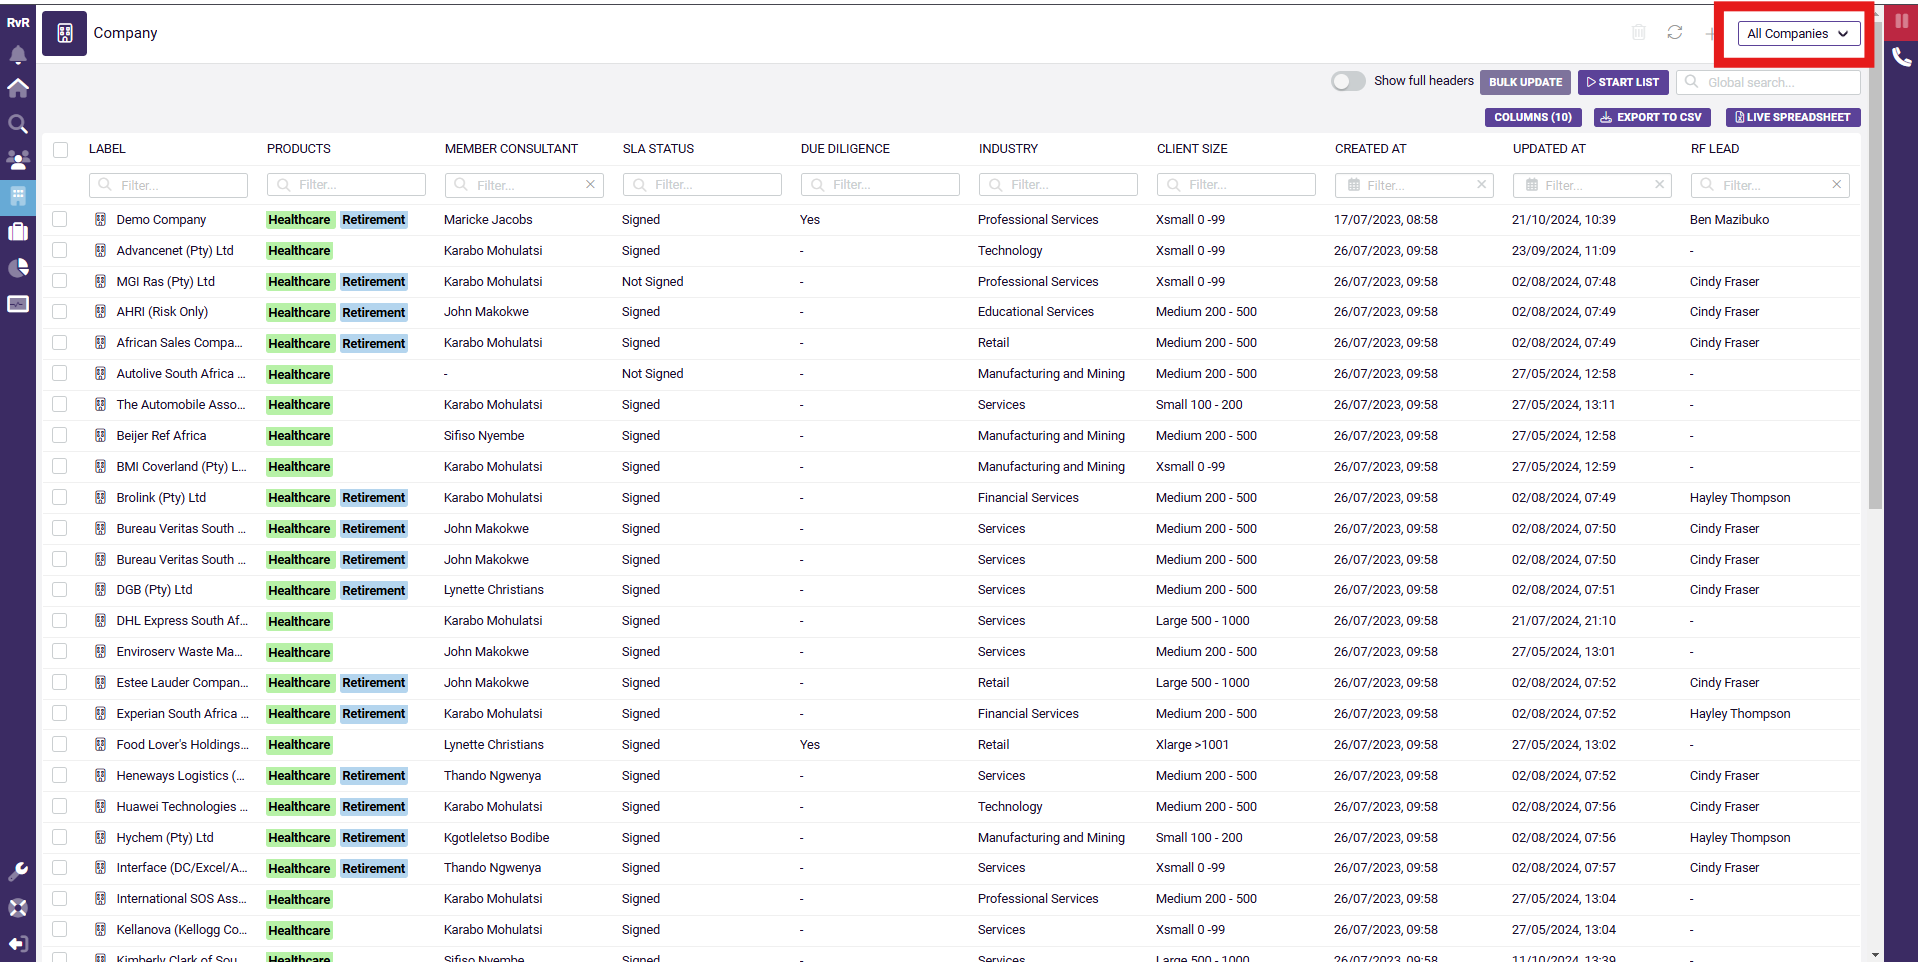 RvR
Company
All Companies
Show full headers BULK UPDATE START LIST Global search...
COLUMNS (10) EXPORT TO CSV LIVE SPREADSHEET
LABEL PRODUCTS MEMBER CONSULTANT SLA STATUS DUE DILIGENCE INDUSTRY CLIENT SIZE CREATED AT UPDATED AT RF LEAD
Filter... Filter... Filter... Filter... Filter... Filter... Filter... Filter... Filter... Filter...
Demo Company Healthcare Retirement Maricke Jacobs Signed Yes Professional Services Xsmall 0 -99 17/07/2023, 08:58 21/10/2024, 10:39 Ben Mazibuko
Advancenet (Pty) Ltd Healthcare Karabo Mohulatsi Signed - Technology Xsmall 0 -99 26/07/2023, 09:58 23/09/2024, 11:09 -
MGI Ras (Pty) Ltd Healthcare Retirement Karabo Mohulatsi Not Signed - Professional Services Xsmall 0 -99 26/07/2023, 09:58 02/08/2024, 07:48 Cindy Fraser
AHRI (Risk Only) Healthcare Retirement John Makokwe Signed - Educational Services Medium 200 - 500 26/07/2023, 09:58 02/08/2024, 07:49 Cindy Fraser
African Sales Compa... Healthcare Retirement Karabo Mohulatsi Signed - Retail Medium 200 - 500 26/07/2023, 09:58 02/08/2024, 07:49 Cindy Fraser
Autolive South Africa ... Healthcare - Not Signed - Manufacturing and Mining Medium 200 - 500 26/07/2023, 09:58 27/05/2024, 12:58 -
The Automobile Asso... Healthcare Karabo Mohulatsi Signed - Services Small 100 - 200 26/07/2023, 09:58 27/05/2024, 13:11 -
Beijer Ref Africa Healthcare Sifiso Nyembe Signed - Manufacturing and Mining Medium 200 - 500 26/07/2023, 09:58 27/05/2024, 12:58 -
BMI Coverland (Pty) L... Healthcare Karabo Mohulatsi Signed - Manufacturing and Mining Xsmall 0 -99 26/07/2023, 09:58 27/05/2024, 12:59 -
Brolink (Pty) Ltd Healthcare Retirement Karabo Mohulatsi Signed - Financial Services Medium 200 - 500 26/07/2023, 09:58 02/08/2024, 07:49 Hayley Thompson
Bureau Veritas South ... Healthcare Retirement John Makokwe Signed - Services Medium 200 - 500 26/07/2023, 09:58 02/08/2024, 07:50 Cindy Fraser
Bureau Veritas South ... Healthcare Retirement John Makokwe Signed - Services Medium 200 - 500 26/07/2023, 09:58 02/08/2024, 07:50 Cindy Fraser
DGB (Pty) Ltd Healthcare Retirement Lynette Christians Signed - Services Medium 200 - 500 26/07/2023, 09:58 02/08/2024, 07:51 Cindy Fraser
DHL Express South Af... Healthcare Karabo Mohulatsi Signed - Services Large 500 - 1000 26/07/2023, 09:58 21/07/2024, 21:10 -
Enviroserv Waste Ma... Healthcare John Makokwe Signed - Services Medium 200 - 500 26/07/2023, 09:58 27/05/2024, 13:01 -
Estee Lauder Compan... Healthcare Retirement John Makokwe Signed - Retail Large 500 - 1000 26/07/2023, 09:58 02/08/2024, 07:52 Cindy Fraser
Experian South Africa ... Healthcare Retirement Karabo Mohulatsi Signed - Financial Services Medium 200 - 500 26/07/2023, 09:58 02/08/2024, 07:52 Hayley Thompson
Food Lover's Holdings... Healthcare Lynette Christians Signed Yes Retail Xlarge >1001 26/07/2023, 09:58 27/05/2024, 13:02 -
Heneways Logistics (... Healthcare Retirement Thando Ngwenya Signed - Services Medium 200 - 500 26/07/2023, 09:58 02/08/2024, 07:52 Cindy Fraser
Huawei Technologies ... Healthcare Retirement Karabo Mohulatsi Signed - Technology Medium 200 - 500 26/07/2023, 09:58 02/08/2024, 07:56 Cindy Fraser
Hychem (Pty) Ltd Healthcare Retirement Kgotleletso Bodibe Signed - Manufacturing and Mining Small 100 - 200 26/07/2023, 09:58 02/08/2024, 07:56 Hayley Thompson
Interface (DC/Excel/A... Healthcare Retirement Thando Ngwenya Signed - Services Xsmall 0 -99 26/07/2023, 09:58 02/08/2024, 07:57 Cindy Fraser
International SOS Ass... Healthcare Karabo Mohulatsi Signed - Professional Services Medium 200 - 500 26/07/2023, 09:58 27/05/2024, 13:04 -
Kellanova (Kellogg Co... Healthcare Karabo Mohulatsi Signed - Services Xsmall 0 -99 26/07/2023, 09:58 27/05/2024, 13:04 -
Kimberly Clark of Sou... Healthcare Sifiso Nyembe Signed - Services Large 500 - 1000 26/07/2023, 09:58 11/10/2024, 13:39 -